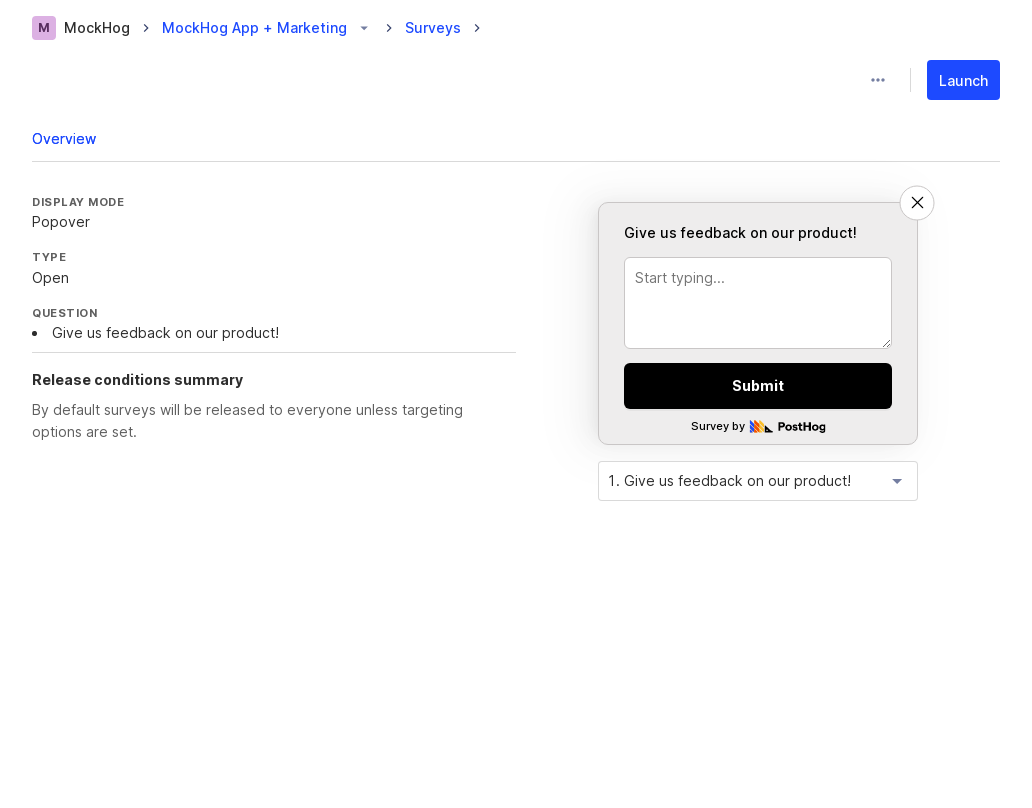 M MockHog MockHog App + Marketing Surveys
Launch
Overview
DISPLAY MODE
Popover
TYPE
Open
QUESTION
Give us feedback on our product!
Release conditions summary
By default surveys will be released to everyone unless targeting
options are set.
Give us feedback on our product!
Start typing...
Submit
Survey by PostHog
1. Give us feedback on our product!